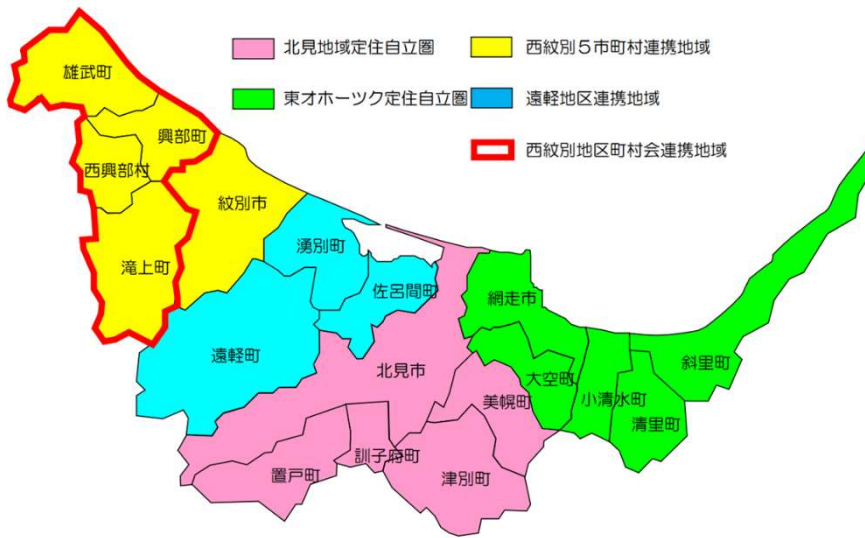 北見地域定住自立圏
西紋別5市町村連携地域
東オホーツク定住自立圏
遠軽地区連携地域
西紋別地区町村会連携地域
雄武町
興部町
西興部村
紋別市
滝上町
湧別町
佐呂間町
遠軽町
網走市
北見市
大空町
斜里町
美幌町
小清水町
清里町
訓子府町
置戸町
津別町